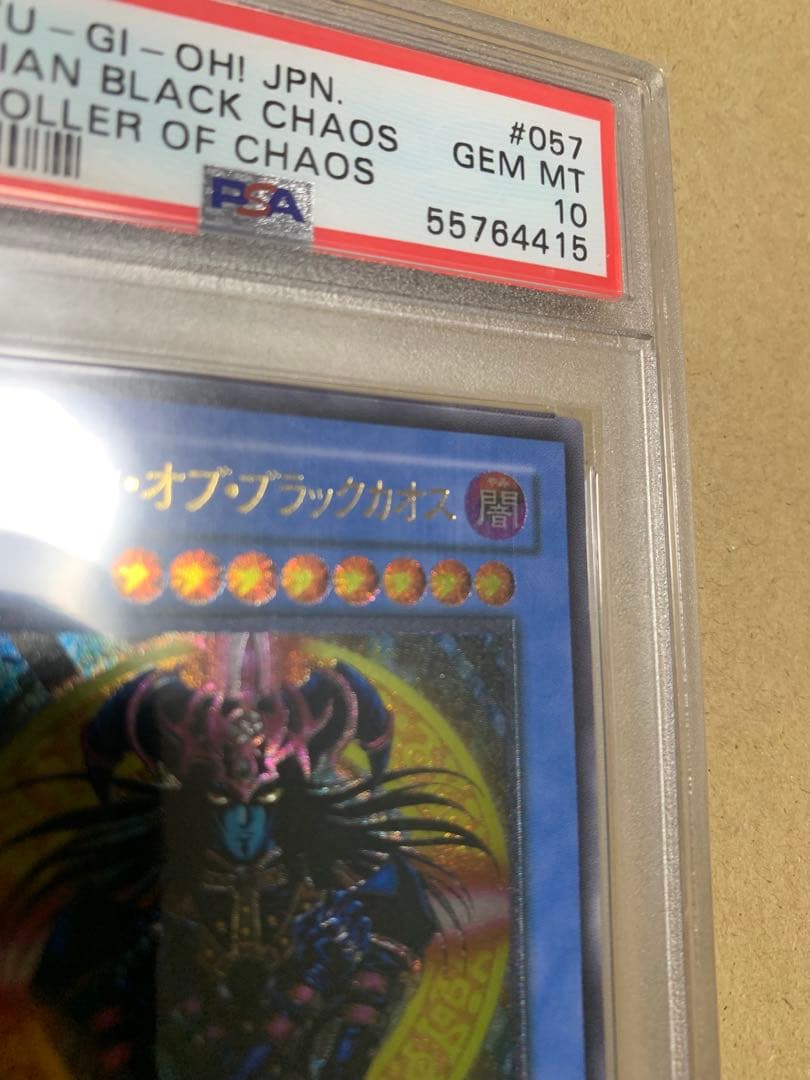 YU-GI-OH! JPN.
IAN BLACK CHAOS
OLLER OF CHAOS
#057
GEM MT
10
55764415
PSA
・オブ・ブラックカオス
闇